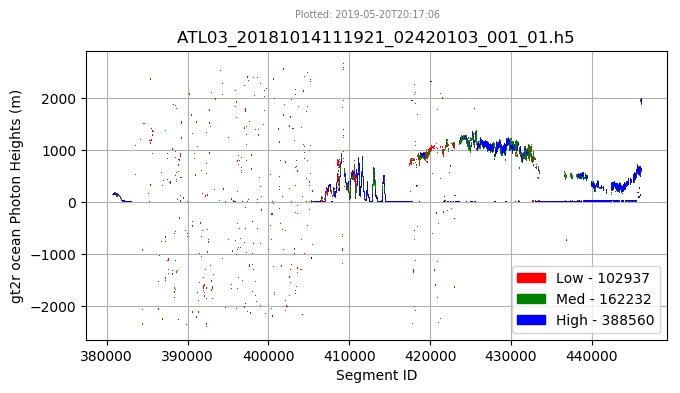 Plotted: 2019-05-20T20:17:06
ATL03_20181014111921_02420103_001_01.h5
gt2r ocean Photon Heights (m)
2000
1000
0
−1000
−2000
Low - 102937
Med - 162232
High - 388560
380000 390000 400000 410000 420000 430000 440000
Segment ID